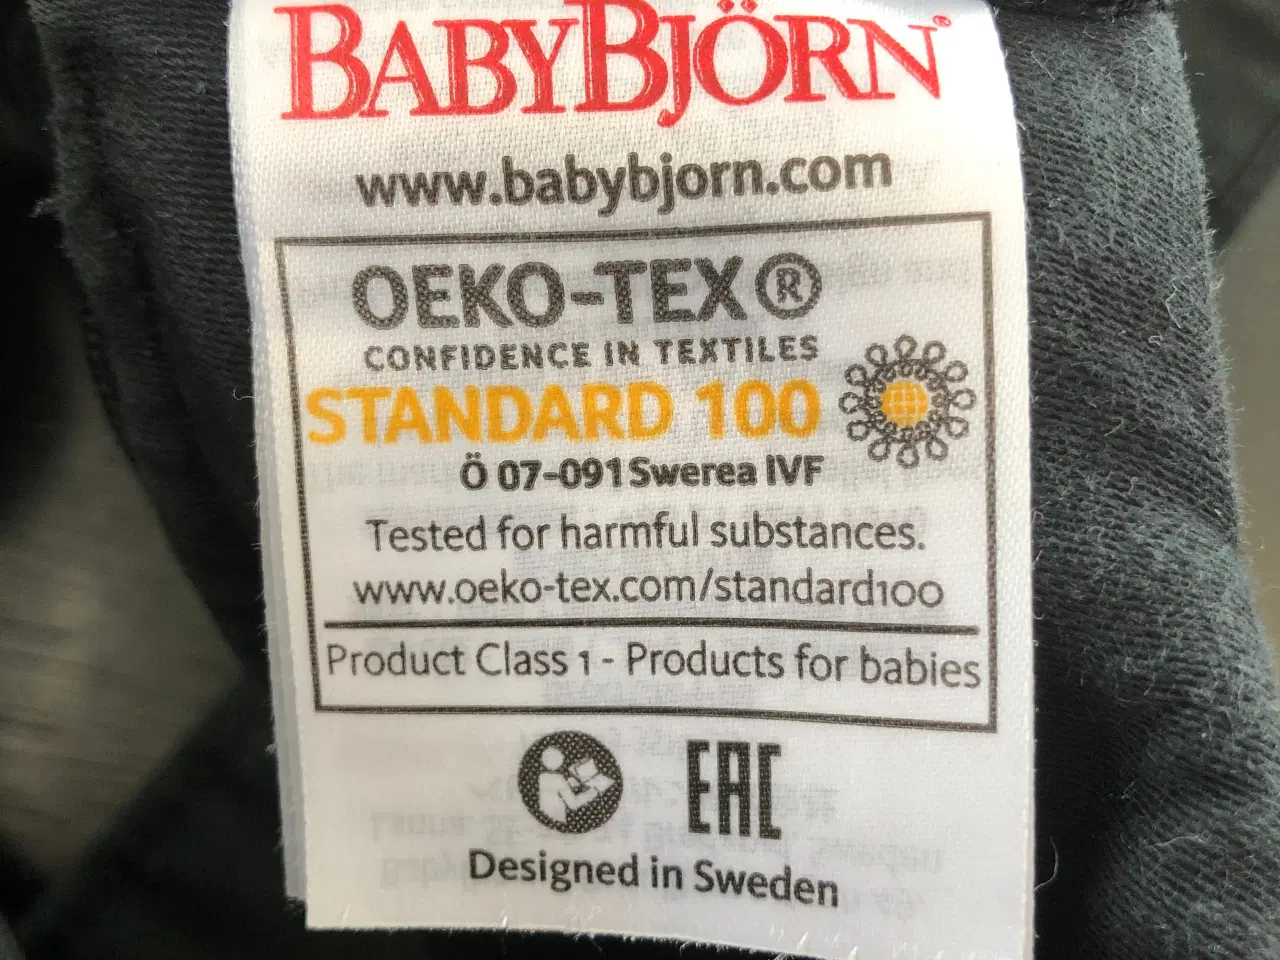 BABYBJÖRN®
www.babybjorn.com
OEKO-TEX®
CONFIDENCE IN TEXTILES
STANDARD 100
Ö 07-091 Swerea IVF
Tested for harmful substances.
www.oeko-tex.com/standard100
Product Class 1 - Products for babies
EAC
Designed in Sweden